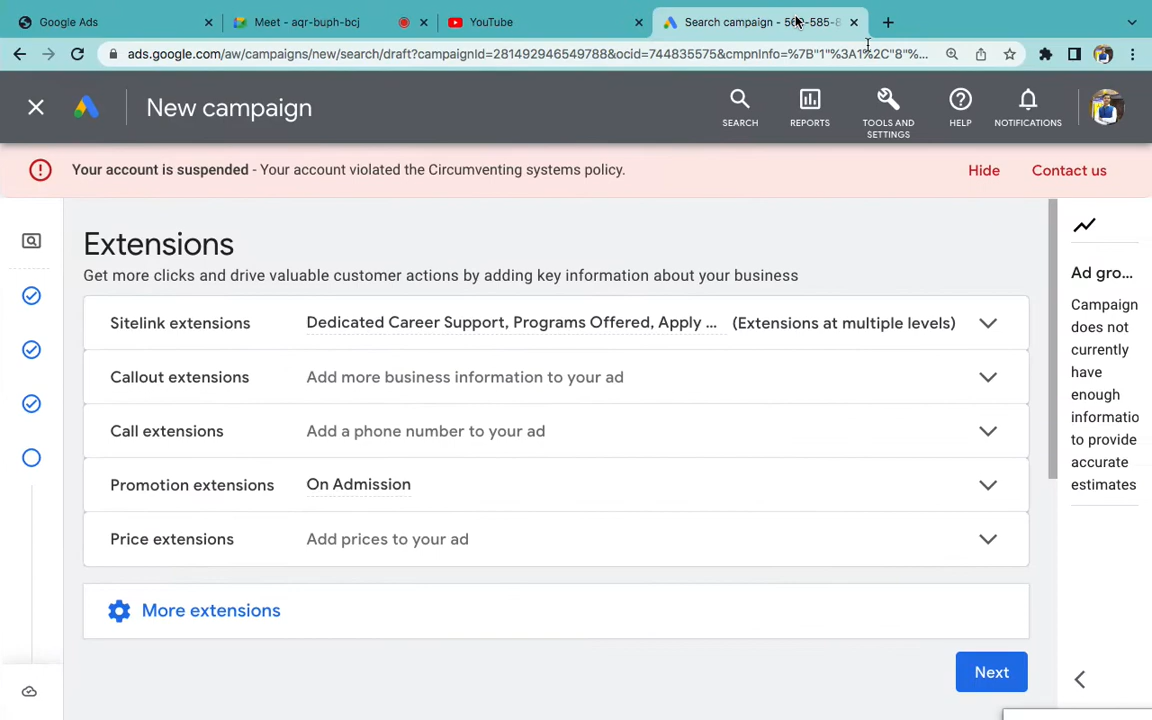 Google Ads
Meet - aqr-buph-bcj
YouTube
Search campaign - 56
ads.google.com/aw/campaigns/new/search/draft?campaignId=281492946549788&ocid=744835575&cmpnInfo=%7B"1"%3A1%2C"8"%...
New campaign
SEARCH
REPORTS
TOOLS AND
SETTINGS
HELP
NOTIFICATIONS
Your account is suspended - Your account violated the Circumventing systems policy.
Hide
Contact us
Extensions
Get more clicks and drive valuable customer actions by adding key information about your business
Sitelink extensions
Dedicated Career Support, Programs Offered, Apply ...
(Extensions at multiple levels)
Callout extensions
Add more business information to your ad
Call extensions
Add a phone number to your ad
Promotion extensions
On Admission
Price extensions
Add prices to your ad
More extensions
Next
Ad gro...
Campaign
does not
currently
have
enough
informatio
to provide
accurate
estimates